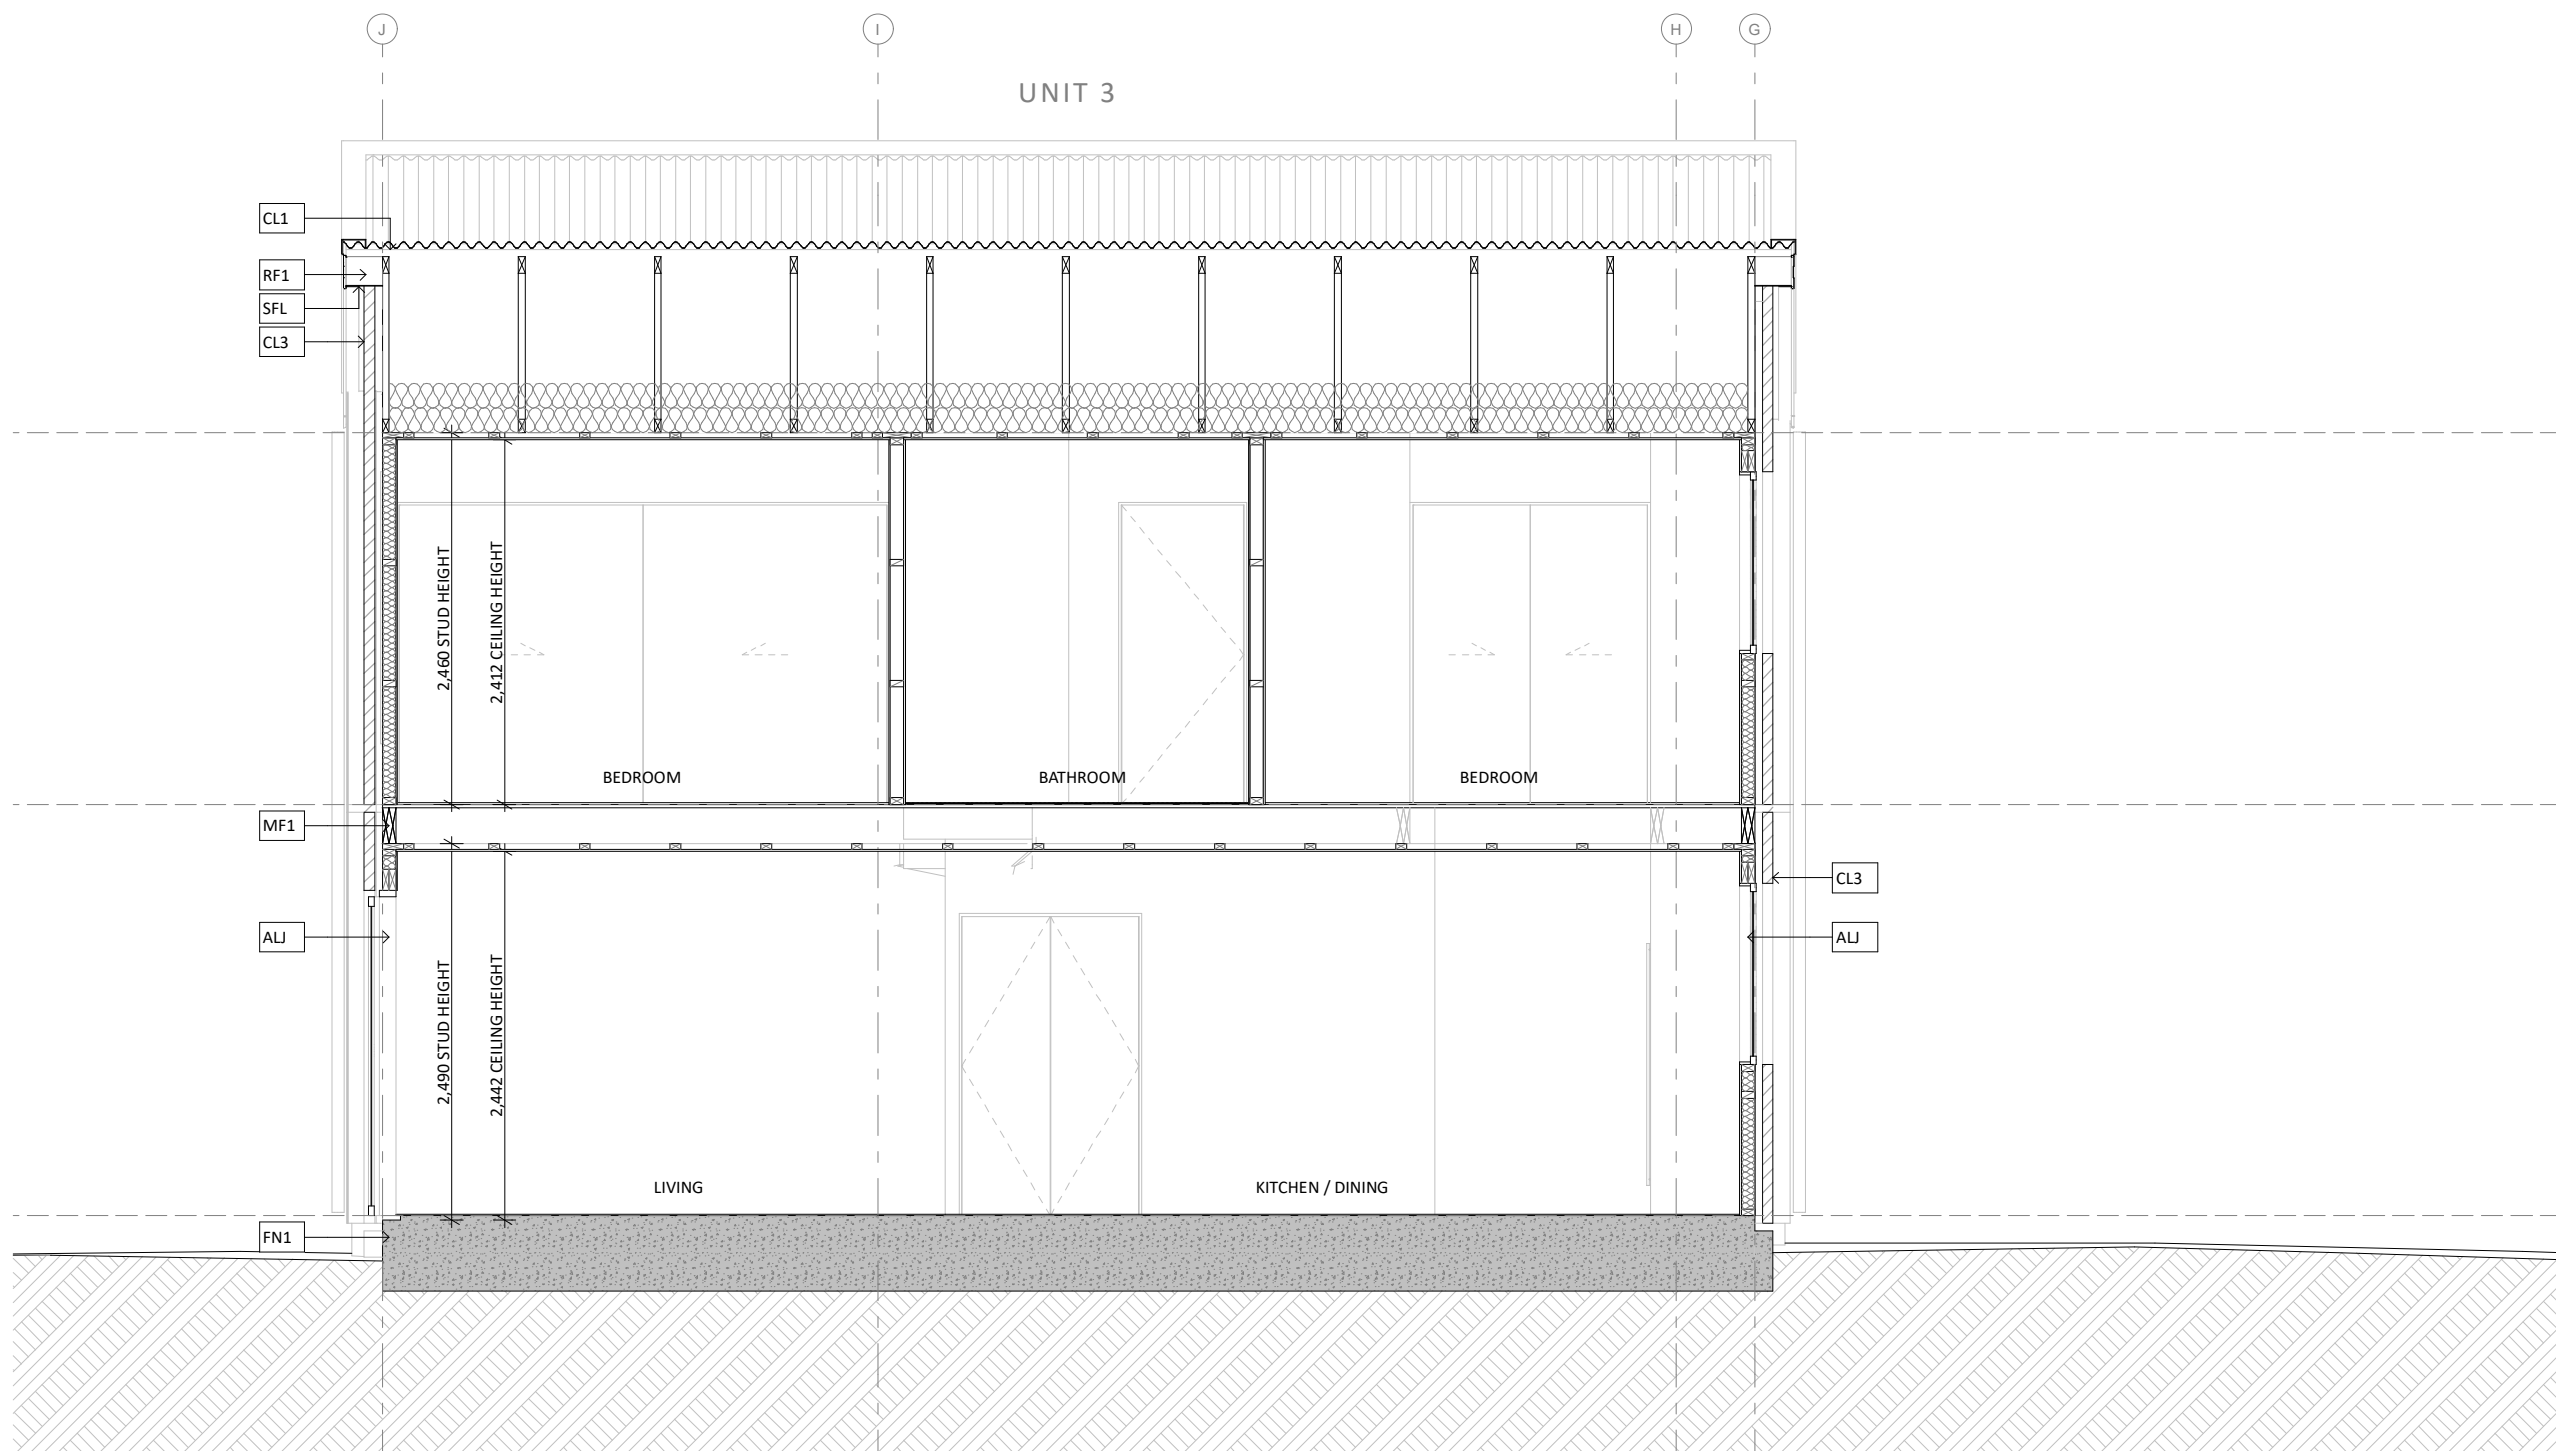 J
I
H
G
UNIT 3
CL1
RF1
SFL
CL3
2,460 STUD HEIGHT
2,412 CEILING HEIGHT
BEDROOM
BATHROOM
BEDROOM
MF1
CL3
ALJ
ALJ
2,490 STUD HEIGHT
2,442 CEILING HEIGHT
LIVING
KITCHEN / DINING
FN1